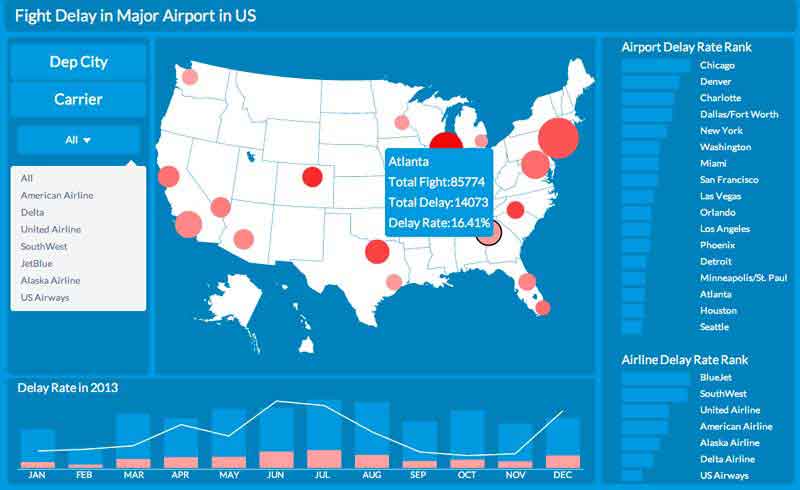 Fight Delay in Major Airport in US
Dep City
Carrier
All
All
American Airline
Delta
United Airline
SouthWest
JetBlue
Alaska Airline
US Airways
Atlanta
Total Fight:85774
Total Delay:14073
Delay Rate:16.41%
Airport Delay Rate Rank
Chicago
Denver
Charlotte
Dallas/Fort Worth
New York
Washington
Miami
San Francisco
Las Vegas
Orlando
Los Angeles
Phoenix
Detroit
Minneapolis/St. Paul
Atlanta
Houston
Seattle
Airline Delay Rate Rank
BlueJet
SouthWest
United Airline
American Airline
Alaska Airline
Delta Airline
US Airways
Delay Rate in 2013
JAN FEB MAR APR MAY JUN JUL AUG SEP OCT NOV DEC